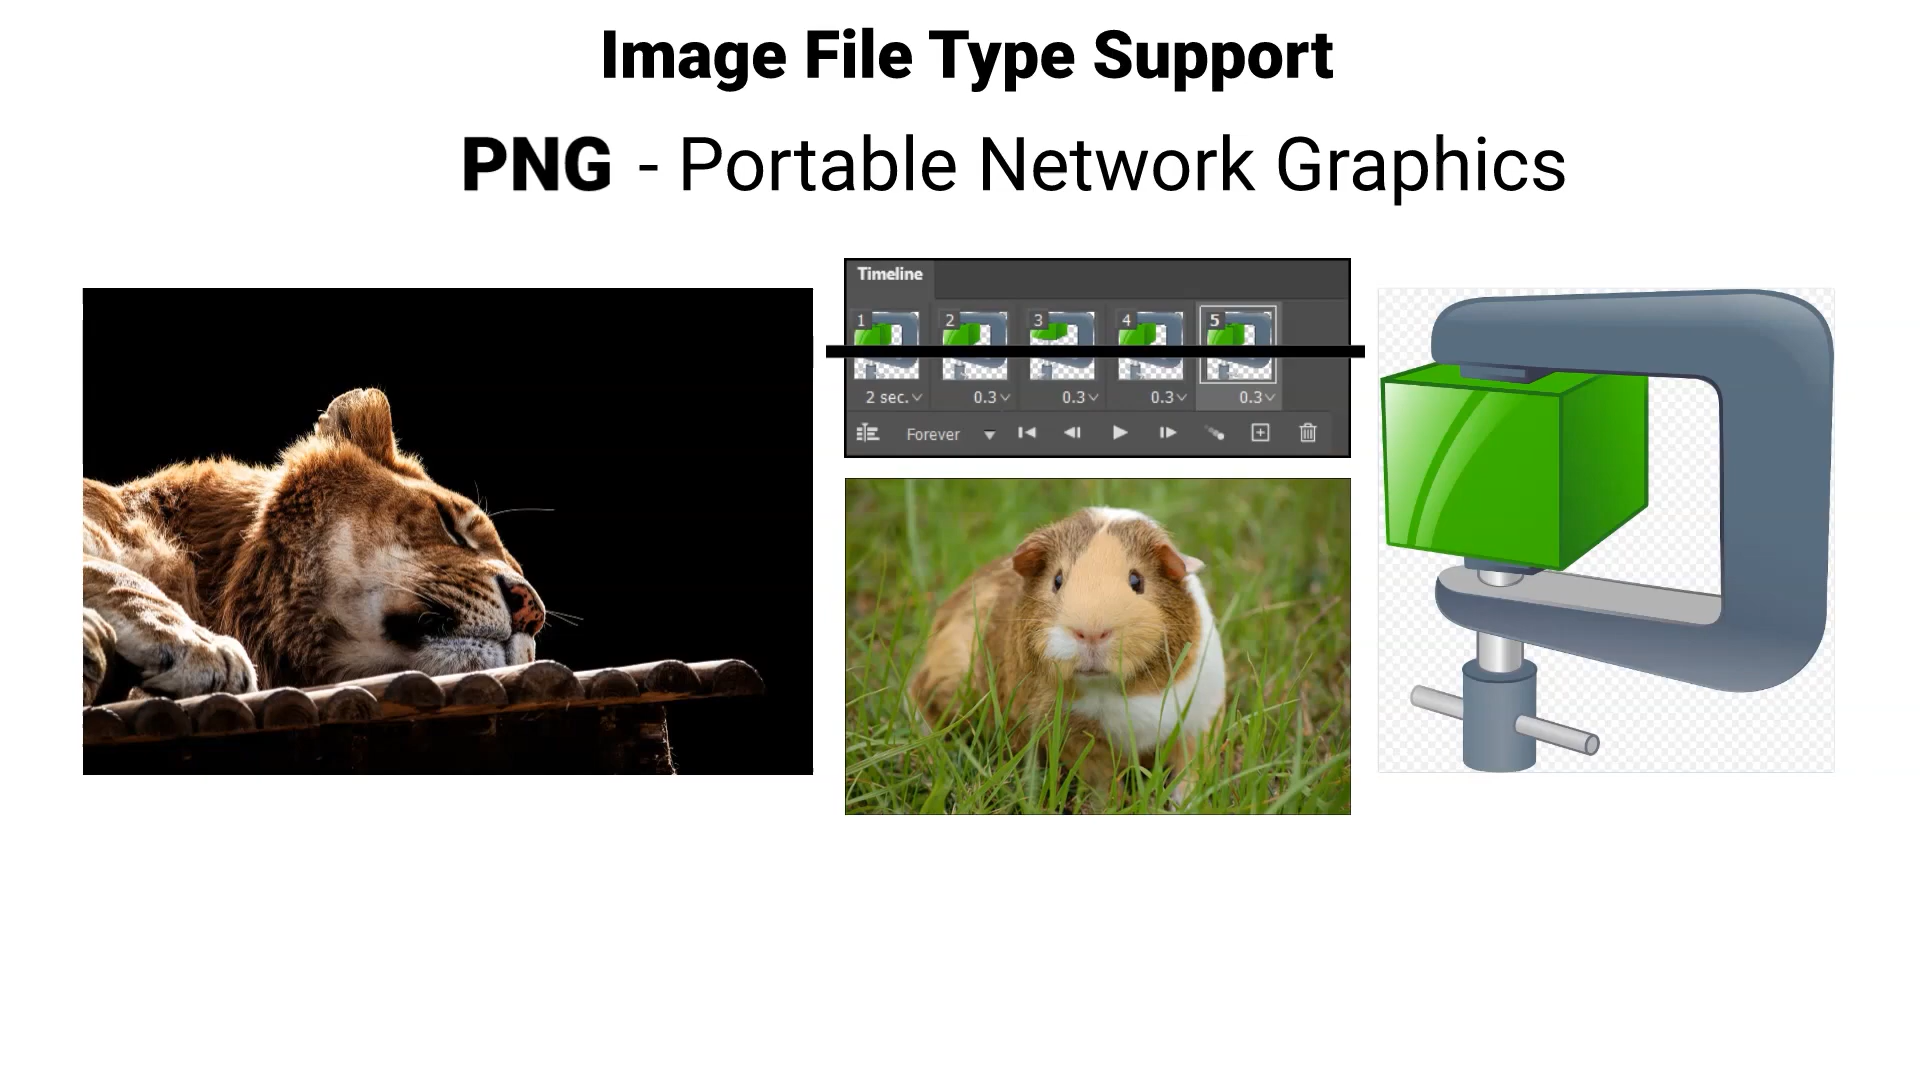 Image File Type Support
PNG - Portable Network Graphics
Timeline
1 2 3 4 5
2 sec. 0.3 0.3 0.3 0.3
Forever